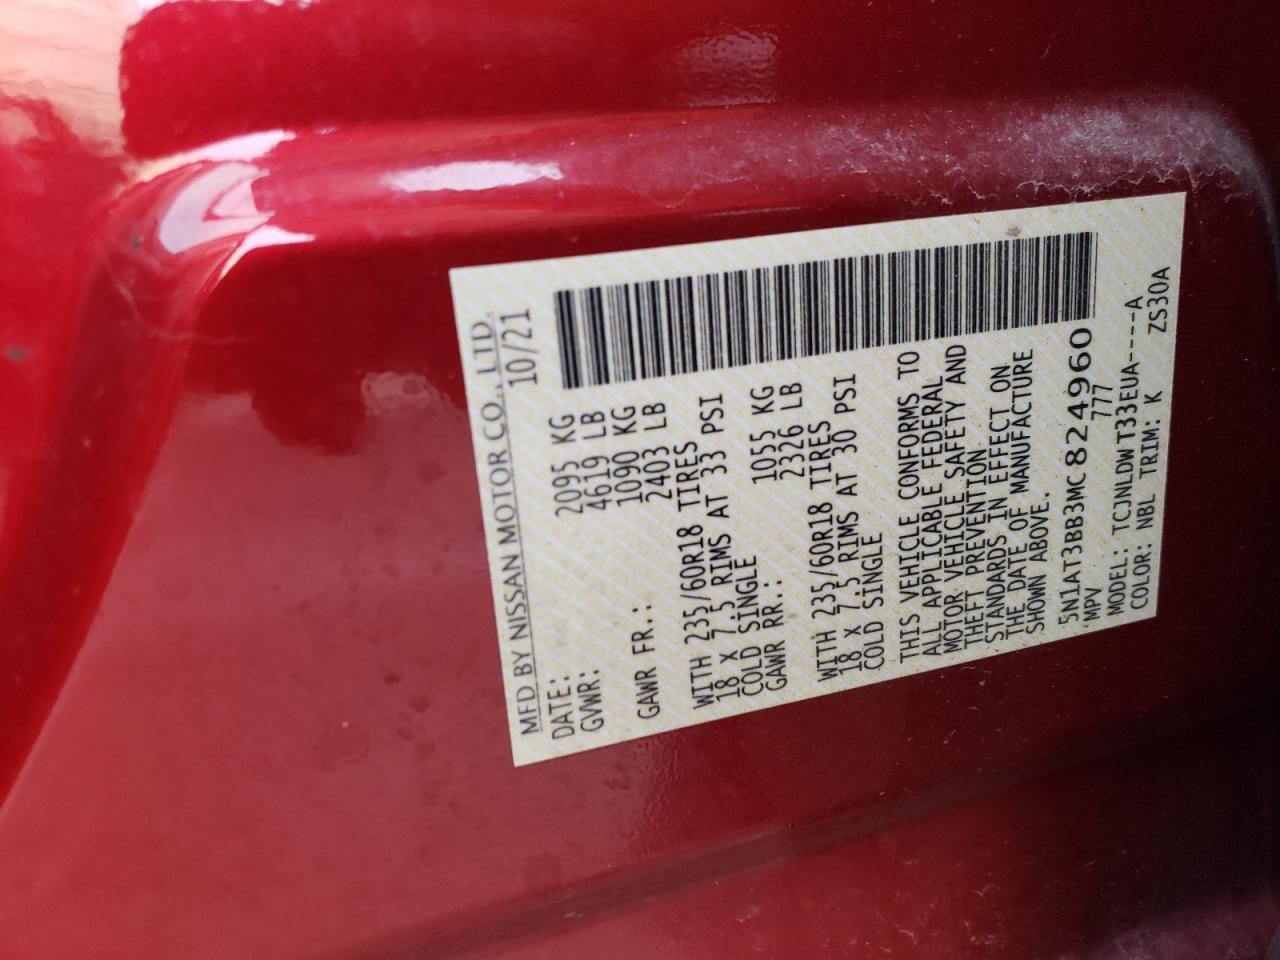 MFD BY NISSAN MOTOR CO., LTD.
DATE: 10/21
GVWR: 2095 KG
4619 LB
GAWR FR.: 1090 KG
2403 LB
WITH 235/60R18 TIRES
18 X 7.5 RIMS AT 33 PSI
COLD SINGLE
GAWR RR.: 1055 KG
2326 LB
WITH 235/60R18 TIRES
18 X 7.5 RIMS AT 30 PSI
COLD SINGLE
THIS VEHICLE CONFORMS TO
ALL APPLICABLE FEDERAL
MOTOR VEHICLE SAFETY AND
THEFT PREVENTION
STANDARDS IN EFFECT ON
THE DATE OF MANUFACTURE
SHOWN ABOVE.
5N1AT3BB3MC824960
MPV 777
MODEL: TCJNLDWT33EUA----A
COLOR: NBL TRIM: K ZS30A